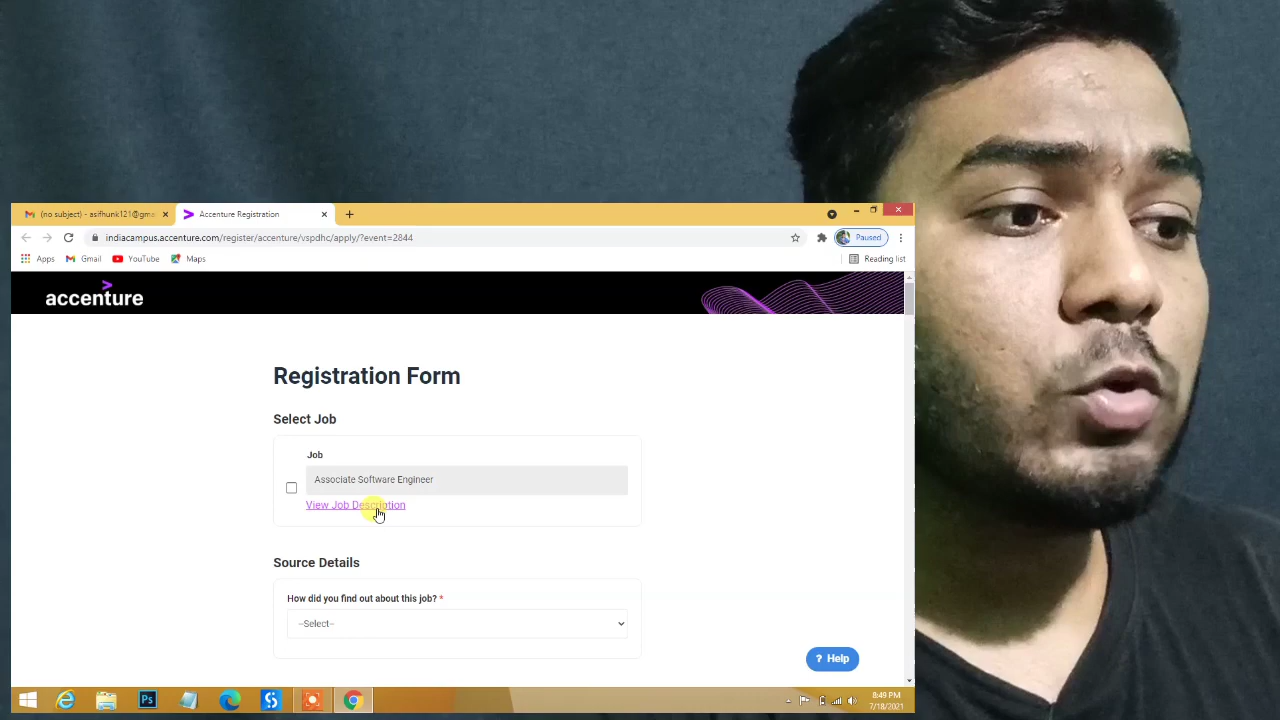 (no subject) - asifhunk121@gma
Accenture Registration
indiacampus.accenture.com/register/accenture/vspdhc/apply/?event=2844
Paused
Apps Gmail YouTube Maps Reading list
accenture
Registration Form
Select Job
Job
Associate Software Engineer
View Job Description
Source Details
How did you find out about this job? *
--Select--
? Help
Ps
8:49 PM
7/18/2021